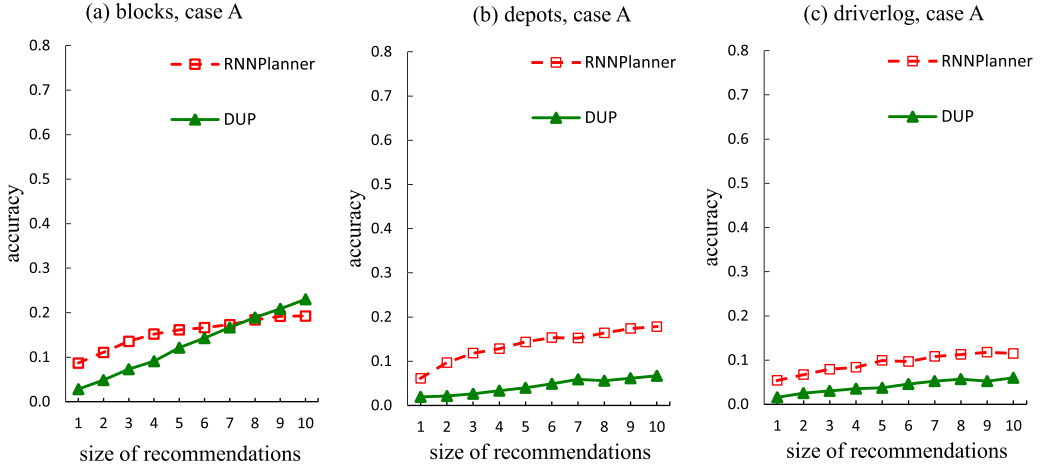 (a) blocks, case A
0.8
0.7
0.6
0.5
0.4
0.3
0.2
0.1
0.0
accuracy
RNNPlanner
DUP
1 2 3 4 5 6 7 8 9 10
size of recommendations
(b) depots, case A
0.8
0.7
0.6
0.5
0.4
0.3
0.2
0.1
0.0
accuracy
RNNPlanner
DUP
1 2 3 4 5 6 7 8 9 10
size of recommendations
(c) driverlog, case A
0.8
0.7
0.6
0.5
0.4
0.3
0.2
0.1
0.0
accuracy
RNNPlanner
DUP
1 2 3 4 5 6 7 8 9 10
size of recommendations